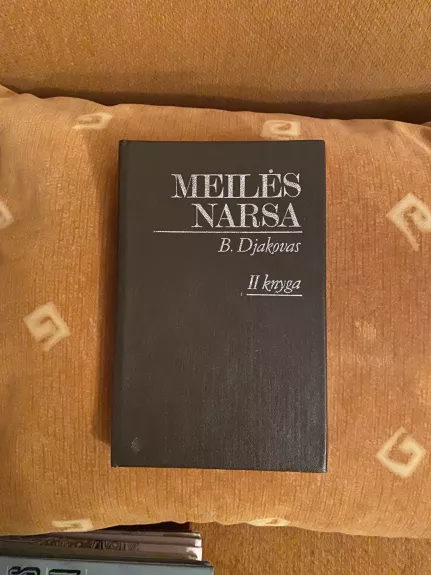 MEILĖS
NARSA
B. Djakovas
II knyga